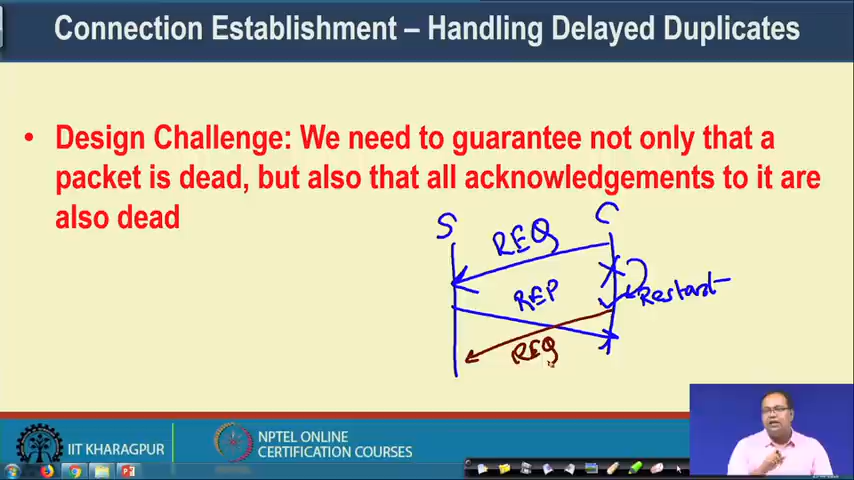 Connection Establishment – Handling Delayed Duplicates
• Design Challenge: We need to guarantee not only that a
packet is dead, but also that all acknowledgements to it are
also dead
S
C
REQ
REP
Restart
REQ
IIT KHARAGPUR
NPTEL ONLINE
CERTIFICATION COURSES